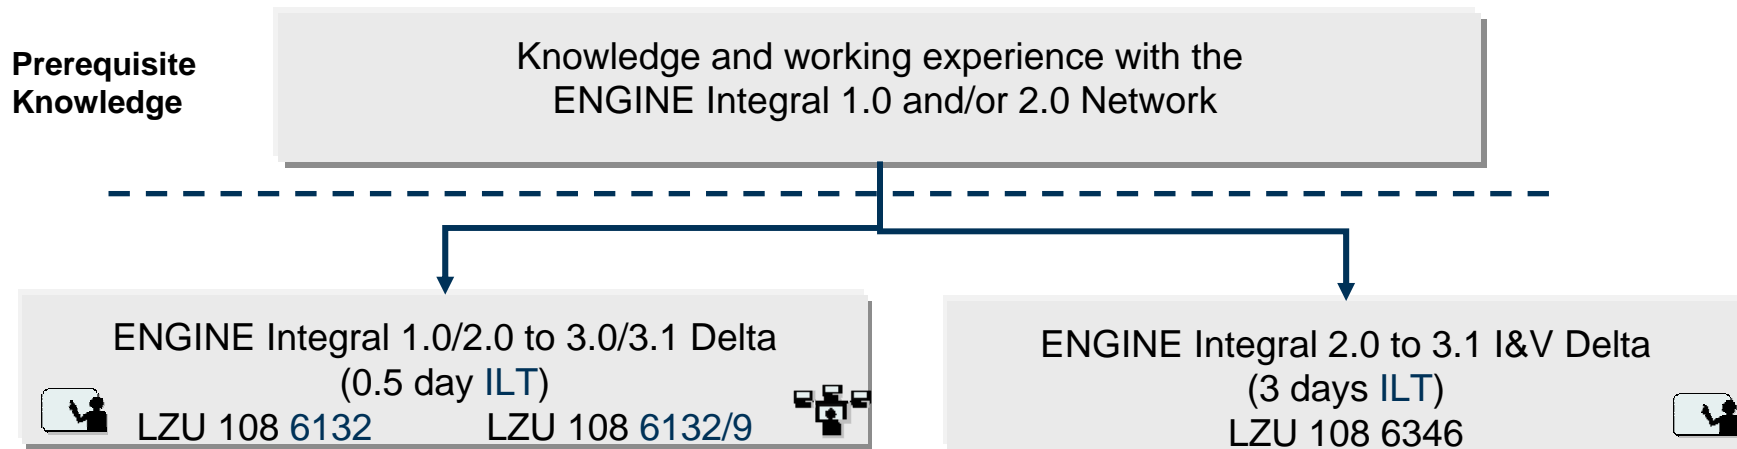 Prerequisite
Knowledge
Knowledge and working experience with the
ENGINE Integral 1.0 and/or 2.0 Network
ENGINE Integral 1.0/2.0 to 3.0/3.1 Delta
(0.5 day ILT)
LZU 108 6132 LZU 108 6132/9
ENGINE Integral 2.0 to 3.1 I&V Delta
(3 days ILT)
LZU 108 6346